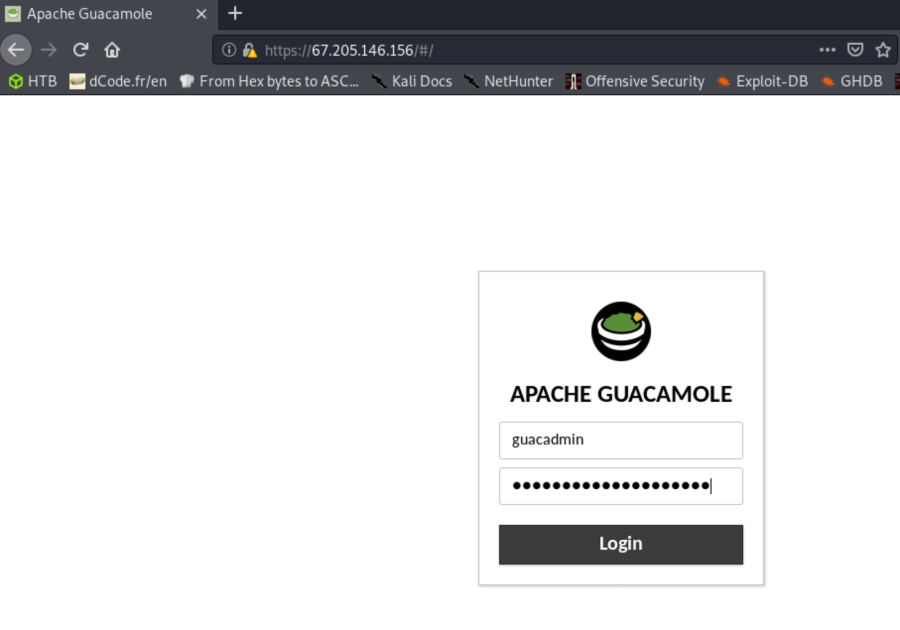 Apache Guacamole
https://67.205.146.156/#/
HTB dCode.fr/en From Hex bytes to ASC... Kali Docs NetHunter Offensive Security Exploit-DB GHDB
APACHE GUACAMOLE
guacadmin
••••••••••••••••••••
Login